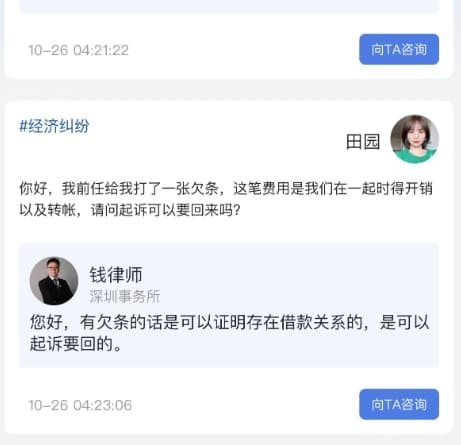 10-26 04:21:22
向TA咨询
#经济纠纷
田园
你好，我前任给我打了一张欠条，这笔费用是我们在一起时得开销
以及转帐，请问起诉可以要回来吗?
钱律师
深圳事务所
您好，有欠条的话是可以证明存在借款关系的，是可以
起诉要回的。
10-26 04:23:06
向TA咨询